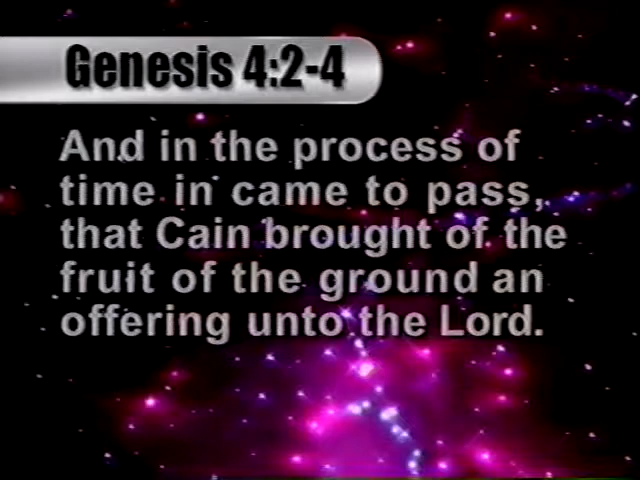 Genesis 4:2-4
And in the process of
time in came to pass,
that Cain brought of the
fruit of the ground an
offering unto the Lord.